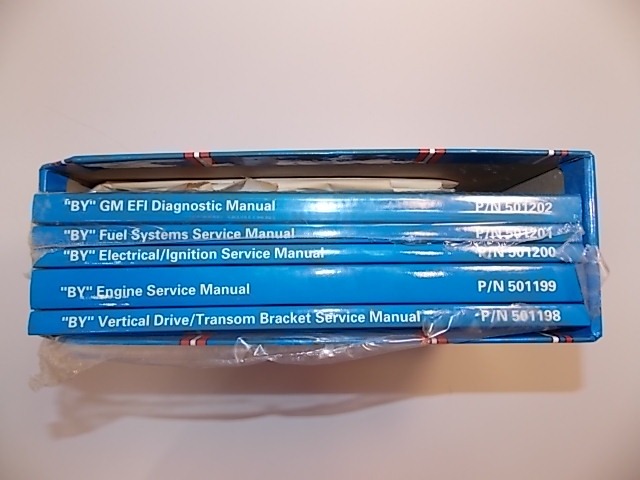 "BY" GM EFI Diagnostic Manual P/N 501202
"BY" Fuel Systems Service Manual P/N 501201
"BY" Electrical/Ignition Service Manual P/N 501200
"BY" Engine Service Manual P/N 501199
"BY" Vertical Drive/Transom Bracket Service Manual P/N 501198